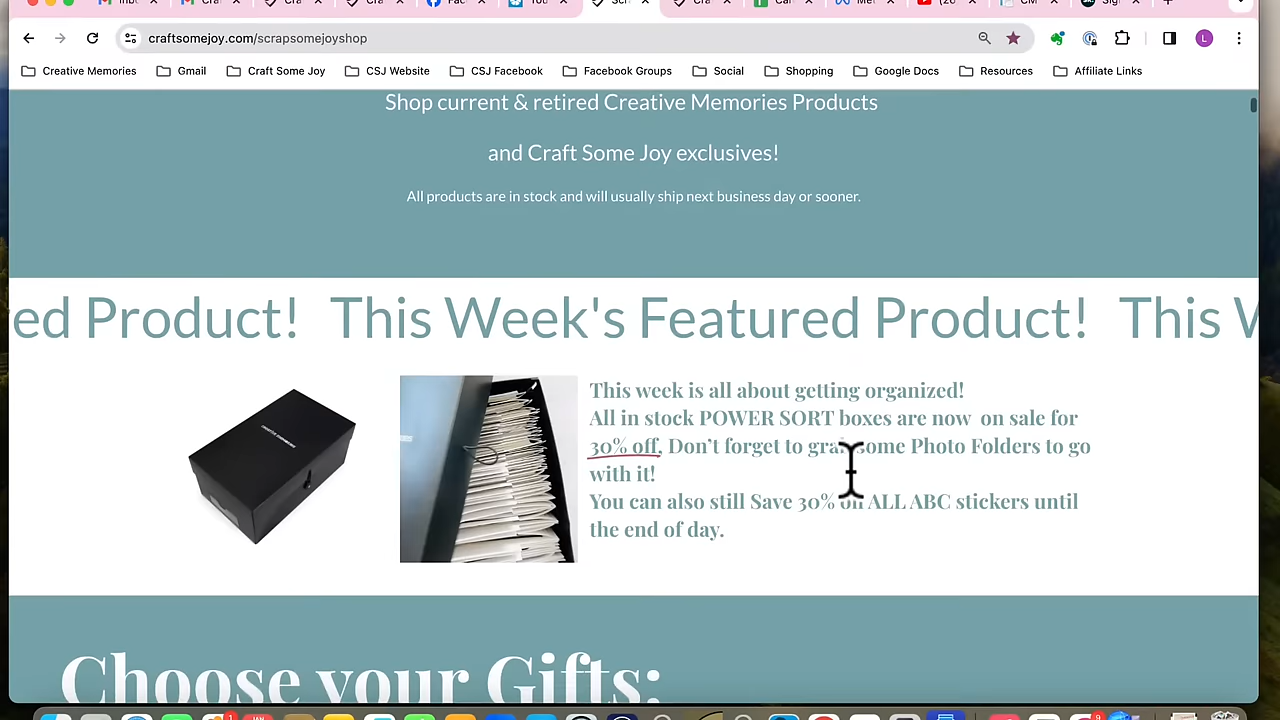 craftsomejoy.com/scrapsomejoyshop
L
Creative Memories Gmail Craft Some Joy CSJ Website CSJ Facebook Facebook Groups Social Shopping Google Docs Resources Affiliate Links
Shop current & retired Creative Memories Products
and Craft Some Joy exclusives!
All products are in stock and will usually ship next business day or sooner.
ed Product! This Week's Featured Product! This W
This week is all about getting organized!
All in stock POWER SORT boxes are now on sale for
30% off. Don't forget to grab some Photo Folders to go
with it!
You can also still Save 30% on ALL ABC stickers until
the end of day.
Choose your Gifts: